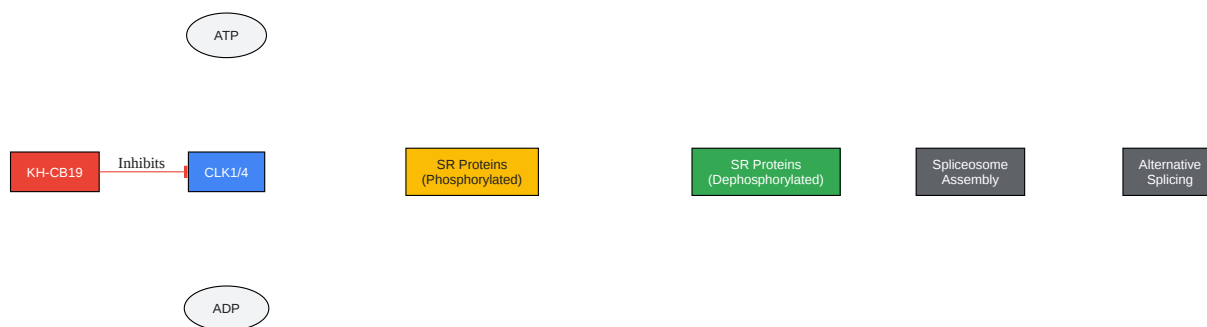 ATP
KH-CB19
Inhibits
CLK1/4
SR Proteins
(Phosphorylated)
SR Proteins
(Dephosphorylated)
Spliceosome
Assembly
Alternative
Splicing
ADP